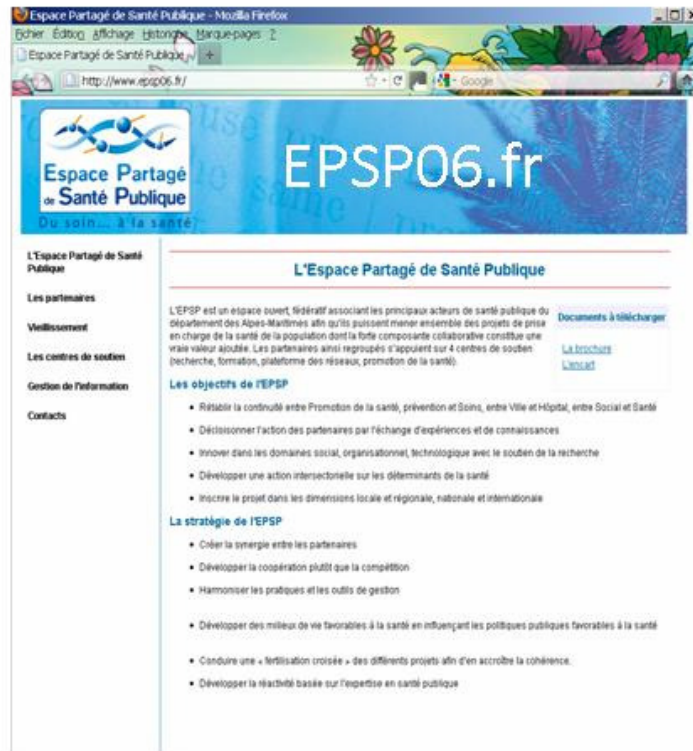 Espace Partagé de Santé Publique - Mozilla Firefox
Fichier Édition Affichage Historique Marque-pages ?
Espace Partagé de Santé Publique
http://www.epsp06.fr/
Google
Espace Partagé
de Santé Publique
Du soin... à la santé
EPSP06.fr
L'Espace Partagé de Santé
Publique
Les partenaires
Vieillissement
Les centres de soutien
Gestion de l'information
Contacts
L'Espace Partagé de Santé Publique
L'EPSP est un espace ouvert, fédératif associant les principaux acteurs de santé publique du
département des Alpes-Maritimes afin qu'ils puissent mener ensemble des projets de prise
en charge de la santé de la population dont la forte composante collaborative constitue une
vraie valeur ajoutée. Les partenaires ainsi regroupés s'appuient sur 4 centres de soutien
(recherche, formation, plateforme des réseaux, promotion de la santé).
Documents à télécharger
La brochure
L'encart
Les objectifs de l'EPSP
• Rétablir la continuité entre Promotion de la santé, prévention et Soins, entre Ville et Hôpital, entre Social et Santé
• Décloisonner l'action des partenaires par l'échange d'expériences et de connaissances
• Innover dans les domaines social, organisationnel, technologique avec le soutien de la recherche
• Développer une action intersectorielle sur les déterminants de la santé
• Inscrire le projet dans les dimensions locale et régionale, nationale et internationale
La stratégie de l'EPSP
• Créer la synergie entre les partenaires
• Développer la coopération plutôt que la compétition
• Harmoniser les pratiques et les outils de gestion
• Développer des milieux de vie favorables à la santé en influençant les politiques publiques favorables à la santé
• Conduire une « fertilisation croisée » des différents projets afin d'en accroître la cohérence.
• Développer la réactivité basée sur l'expertise en santé publique